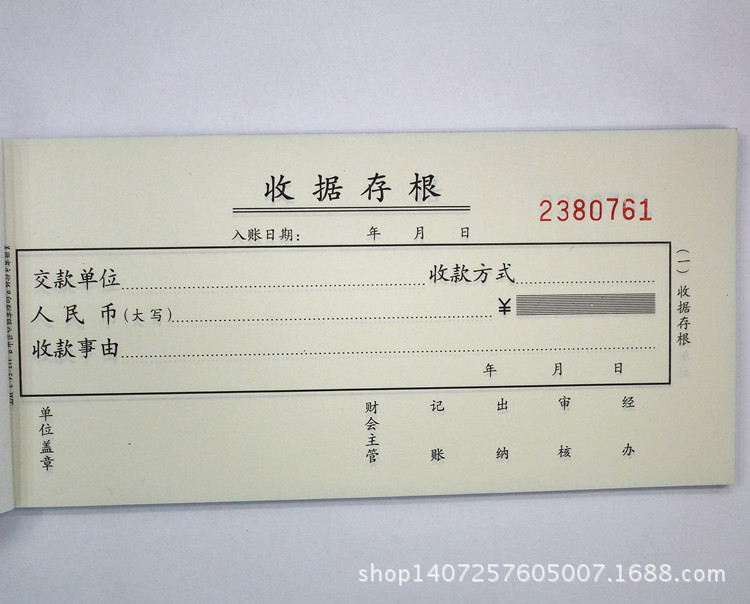 收据存根
2380761
入账日期： 年 月 日
交款单位 收款方式
人民币(大写) ¥
收款事由
年 月 日
(一)收据存根
单位盖章
财会主管
记账
出纳
审核
经办
shop1407257605007.1688.com